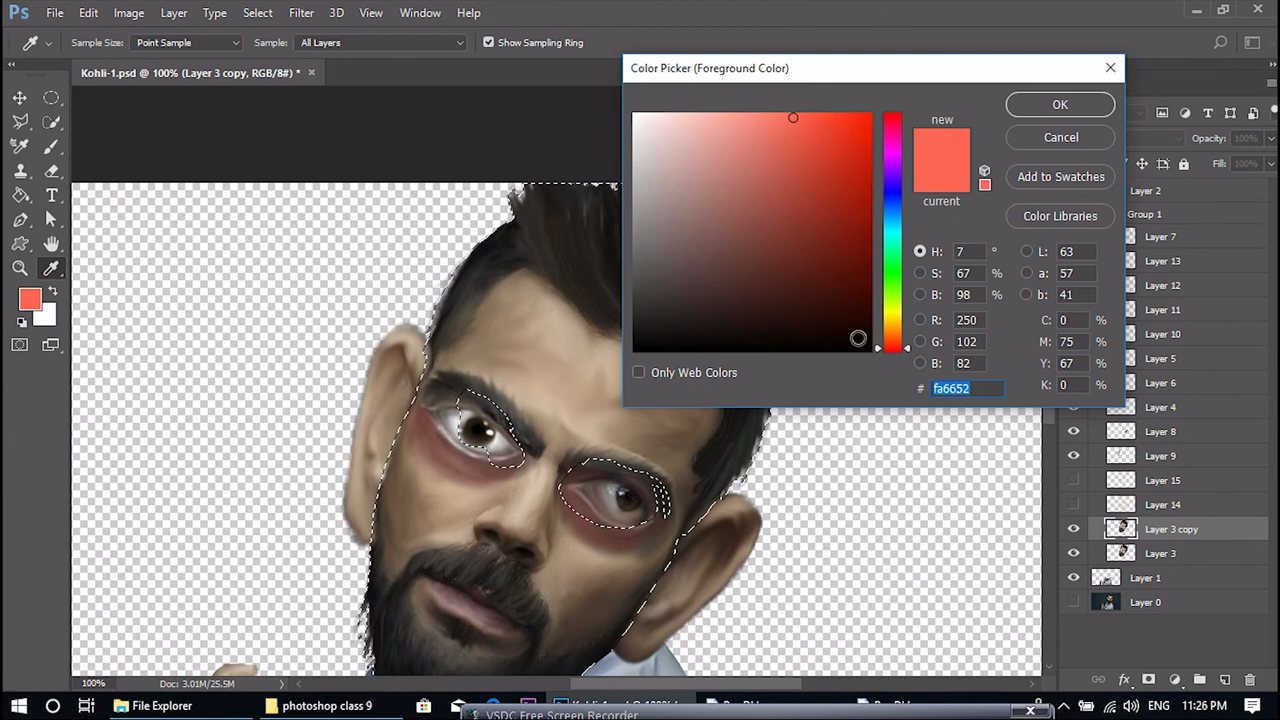 Ps File Edit Image Layer Type Select Filter 3D View Window Help
Sample Size: Point Sample Sample: All Layers Show Sampling Ring
Kohli-1.psd @ 100% (Layer 3 copy, RGB/8#) *
Color Picker (Foreground Color)
new
current
OK
Cancel
Add to Swatches
Color Libraries
H: 7 °
S: 67 %
B: 98 %
R: 250
G: 102
B: 82
# fa6652
L: 63
a: 57
b: 41
C: 0 %
M: 75 %
Y: 67 %
K: 0 %
Only Web Colors
Opacity: 100%
Fill: 100%
Layer 2
Group 1
Layer 7
Layer 13
Layer 12
Layer 11
Layer 10
Layer 5
Layer 6
Layer 4
Layer 8
Layer 9
Layer 15
Layer 14
Layer 3 copy
Layer 3
Layer 1
Layer 0
100% Doc: 3.01M/25.5M
File Explorer
photoshop class 9
11:26 PM
VSDC Free Screen Recorder